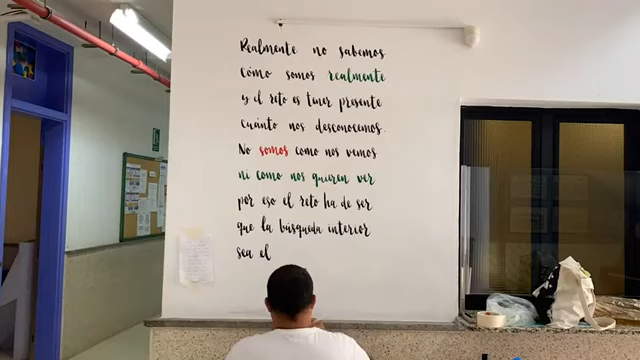 Realmente no sabemos
cómo somos realmente
y el reto es tener presente
cuánto nos desconocemos.
No somos como nos vemos
ni como nos quieren ver
por eso el reto ha de ser
que la búsqueda interior
sea el